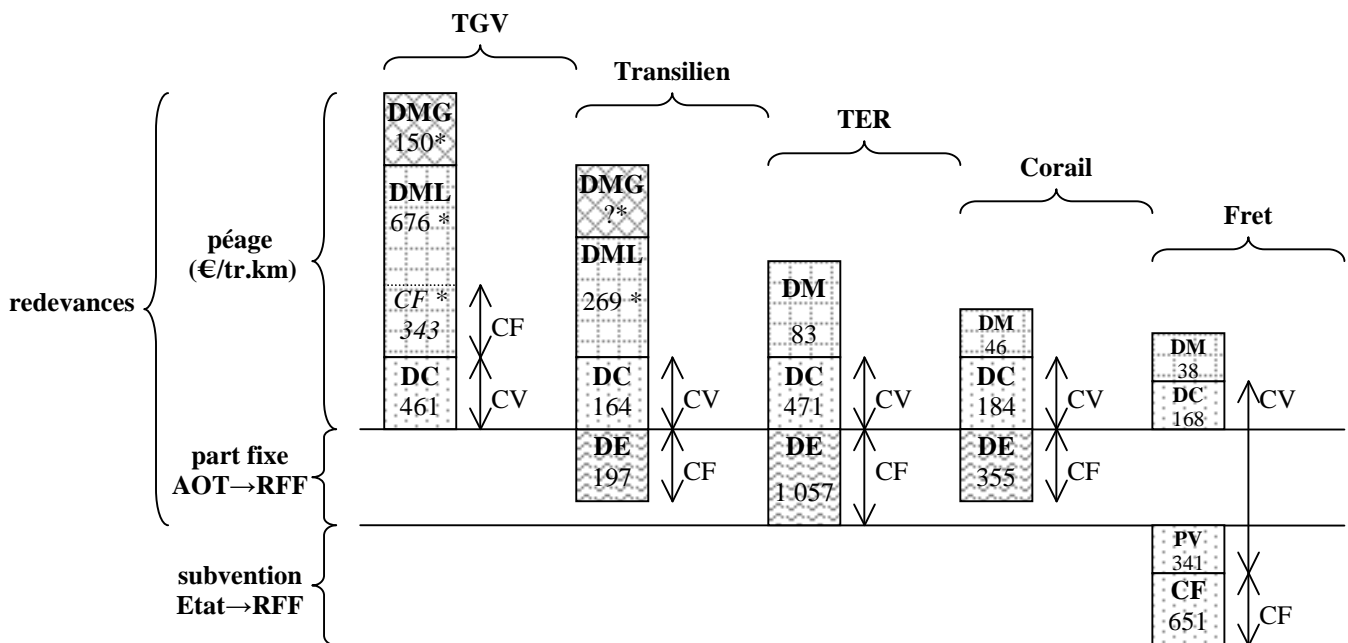 TGV
Transilien
TER
Corail
Fret
redevances
péage
(€/tr.km)
part fixe
AOT→RFF
subvention
Etat→RFF
DMG
150*
DML
676 *
CF *
343
CF
DC
461
CV
DMG
?*
DML
269 *
DC
164
CV
DE
197
CF
DM
83
DC
471
CV
DE
1 057
CF
DM
46
DC
184
CV
DE
355
CF
DM
38
DC
168
CV
PV
341
CF
651
CF